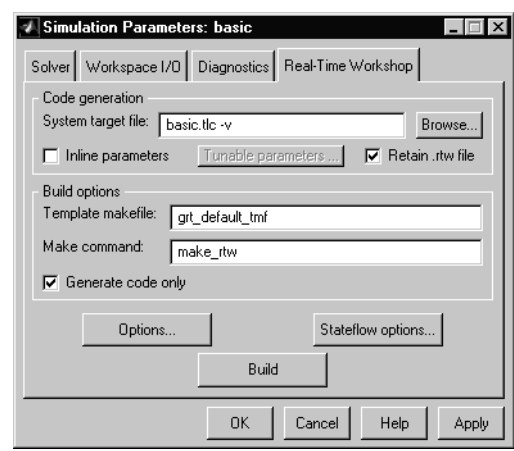 Simulation Parameters: basic
Solver Workspace I/O Diagnostics Real-Time Workshop
Code generation
System target file: basic.tlc -v Browse...
Inline parameters Tunable parameters ... Retain .rtw file
Build options
Template makefile: grt_default_tmf
Make command: make_rtw
Generate code only
Options... Stateflow options...
Build
OK Cancel Help Apply